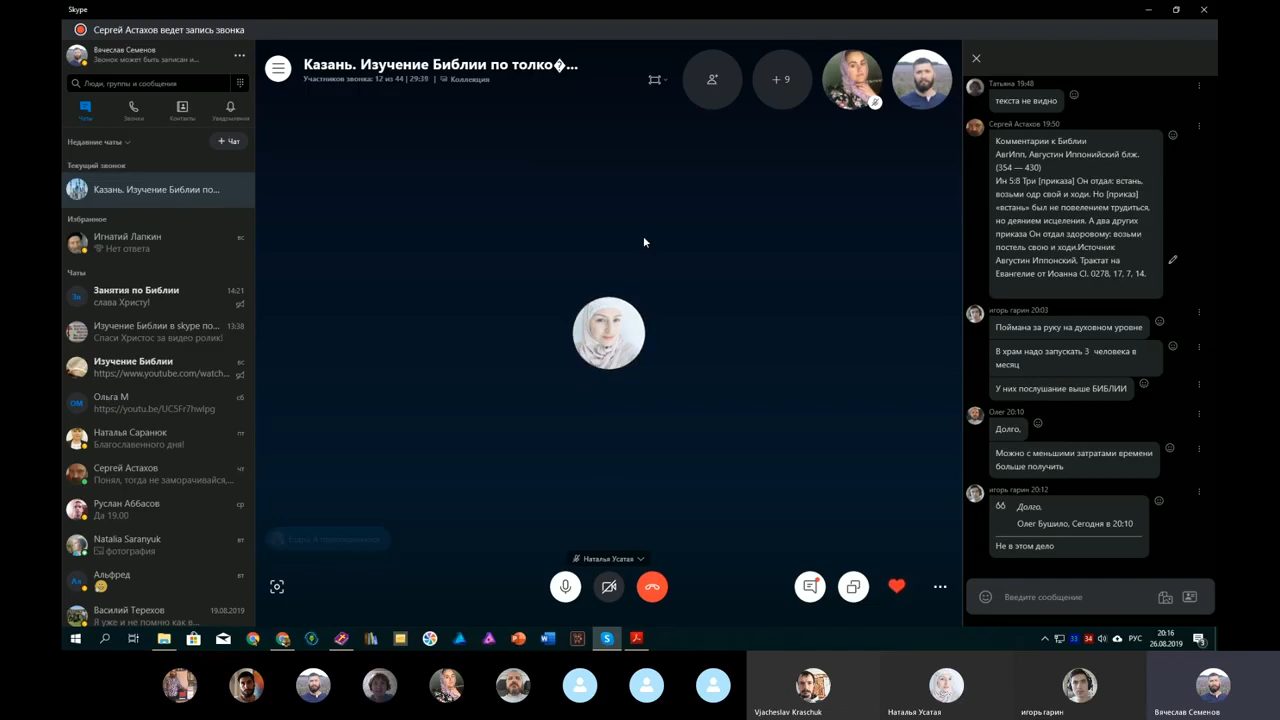 Skype
Сергей Астахов ведет запись звонка
Вячеслав Семенов
Звонок может быть записан и...
Люди, группы и сообщения
Чаты
Звонки
Контакты
Уведомления
Недавние чаты
+ Чат
Текущий звонок
Казань. Изучение Библии по...
Избранное
Игнатий Лапкин
вс
Нет ответа
Чаты
Зи
Занятия по Библии
14:21
слава Христу!
Изучение Библии в skype по...
13:38
Спаси Христос за видео ролик!
Изучение Библии
вс
https://www.youtube.com/watch...
ОМ
Ольга М
сб
https://youtu.be/UC5Fr7hwlpg
Наталья Саранюк
пт
Благославенного дня!
Сергей Астахов
чт
Понял, тогда не заморачивайся,...
Руслан Аббасов
ср
Да 19.00
Natalia Saranyuk
вт
фотография
Ал
Альфред
вт
Василий Терехов
19.08.2019
Я уже и не помню как в...
Казань. Изучение Библии по толко�...
Участников звонка: 12 из 44 | 29:39 | Коллекция
+ 9
Наталья Усатая
Татьяна 19:48
текста не видно
Сергей Астахов 19:50
Комментарии к Библии
АвгИпп, Августин Иппонийский блж.
(354 — 430)
Ин 5:8 Три [приказа] Он отдал: встань,
возьми одр свой и ходи. Но [приказ]
«встань» был не повелением трудиться,
но деянием исцеления. А два других
приказа Он отдал здоровому: возьми
постель свою и ходи.Источник
Августин Иппонский, Трактат на
Евангелие от Иоанна Cl. 0278, 17, 7, 14.
игорь гарин 20:03
Поймана за руку на духовном уровне
В храм надо запускать 3 человека в
месяц
У них послушание выше БИБЛИИ
Олег 20:10
Долго,
Можно с меньшими затратами времени
больше получить
игорь гарин 20:12
Долго,
Олег Бушило, Сегодня в 20:10
Не в этом дело
Введите сообщение
33
34
РУС
20:16
26.08.2019
3
Vjacheslav Kraschuk
Наталья Усатая
игорь гарин
Вячеслав Семенов